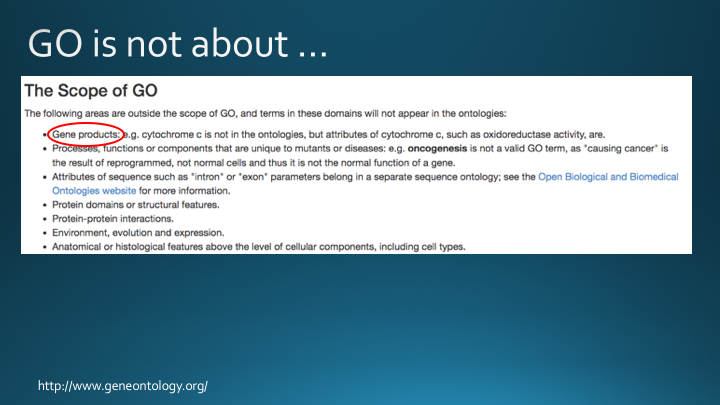 GO is not about ...
The Scope of GO
The following areas are outside the scope of GO, and terms in these domains will not appear in the ontologies:
• Gene products: e.g. cytochrome c is not in the ontologies, but attributes of cytochrome c, such as oxidoreductase activity, are.
• Processes, functions or components that are unique to mutants or diseases: e.g. oncogenesis is not a valid GO term, as "causing cancer" is
the result of reprogrammed, not normal cells and thus it is not the normal function of a gene.
• Attributes of sequence such as "intron" or "exon" parameters belong in a separate sequence ontology; see the Open Biological and Biomedical
Ontologies website for more information.
• Protein domains or structural features.
• Protein-protein interactions.
• Environment, evolution and expression.
• Anatomical or histological features above the level of cellular components, including cell types.
http://www.geneontology.org/